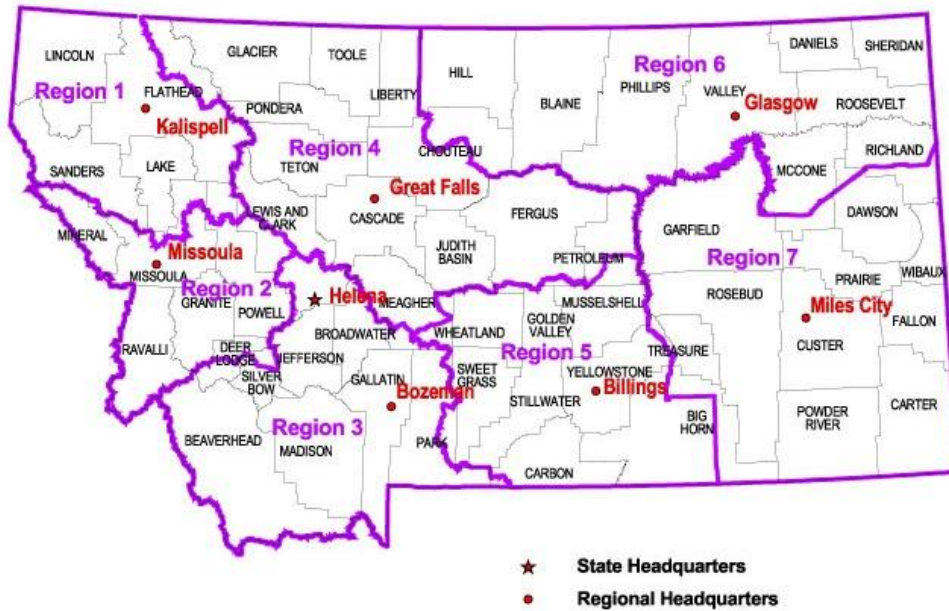 LINCOLN
GLACIER
TOOLE
DANIELS
SHERIDAN
HILL
Region 6
Region 1
FLATHEAD
LIBERTY
BLAINE
PHILLIPS
VALLEY
PONDERA
Glasgow
ROOSEVELT
Kalispell
Region 4
CHOUTEAU
RICHLAND
SANDERS
LAKE
TETON
MCCONE
Great Falls
LEWIS AND
CLARK
CASCADE
FERGUS
DAWSON
MINERAL
GARFIELD
Missoula
JUDITH
BASIN
PETROLEUM
Region 7
MISSOULA
PRAIRIE
WIBAUX
Region 2
Helena
ROSEBUD
GRANITE
POWELL
MEAGHER
MUSSELSHELL
Miles City
GOLDEN
VALLEY
BROADWATER
WHEATLAND
FALLON
RAVALLI
DEER
LODGE
JEFFERSON
Region 5
TREASURE
CUSTER
SILVER
BOW
SWEET
GRASS
YELLOWSTONE
GALLATIN
Bozeman
Billings
STILLWATER
CARTER
BIG
HORN
POWDER
RIVER
Region 3
BEAVERHEAD
MADISON
PARK
CARBON
State Headquarters
Regional Headquarters